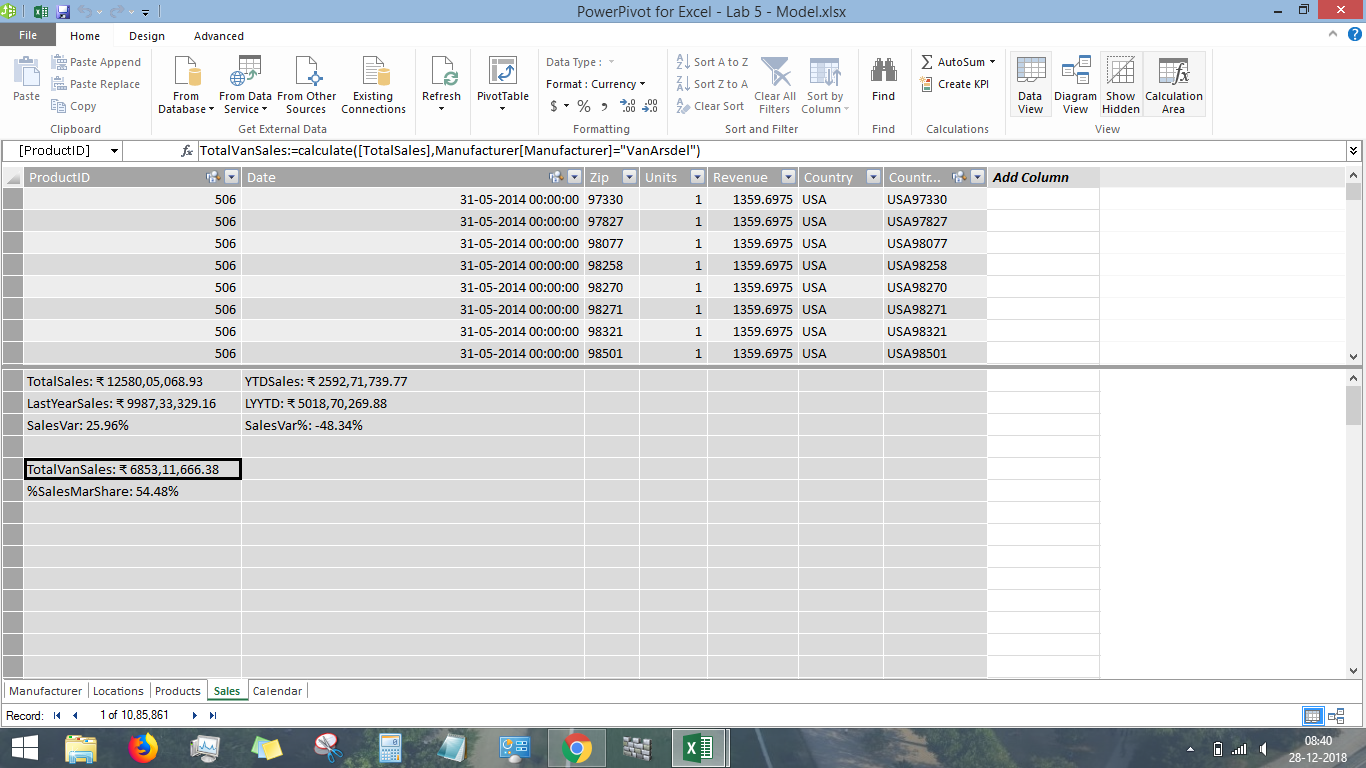 PowerPivot for Excel - Lab 5 - Model.xlsx
File Home Design Advanced
Paste
Paste Append
Paste Replace
Copy
Clipboard
From Database
From Data Service
From Other Sources
Existing Connections
Get External Data
Refresh
PivotTable
Data Type :
Format : Currency
$ % ,
Formatting
Sort A to Z
Sort Z to A
Clear Sort
Clear All Filters
Sort by Column
Sort and Filter
Find
Find
AutoSum
Create KPI
Calculations
Data View
Diagram View
Show Hidden
Calculation Area
View
[ProductID] fx TotalVanSales:=calculate([TotalSales],Manufacturer[Manufacturer]="VanArsdel")
ProductID Date Zip Units Revenue Country Countr... Add Column
506 31-05-2014 00:00:00 97330 1 1359.6975 USA USA97330
506 31-05-2014 00:00:00 97827 1 1359.6975 USA USA97827
506 31-05-2014 00:00:00 98077 1 1359.6975 USA USA98077
506 31-05-2014 00:00:00 98258 1 1359.6975 USA USA98258
506 31-05-2014 00:00:00 98270 1 1359.6975 USA USA98270
506 31-05-2014 00:00:00 98271 1 1359.6975 USA USA98271
506 31-05-2014 00:00:00 98321 1 1359.6975 USA USA98321
506 31-05-2014 00:00:00 98501 1 1359.6975 USA USA98501
TotalSales: ₹ 12580,05,068.93 YTDSales: ₹ 2592,71,739.77
LastYearSales: ₹ 9987,33,329.16 LYYTD: ₹ 5018,70,269.88
SalesVar: 25.96% SalesVar%: -48.34%
TotalVanSales: ₹ 6853,11,666.38
%SalesMarShare: 54.48%
Manufacturer Locations Products Sales Calendar
Record: 1 of 10,85,861
08:40
28-12-2018